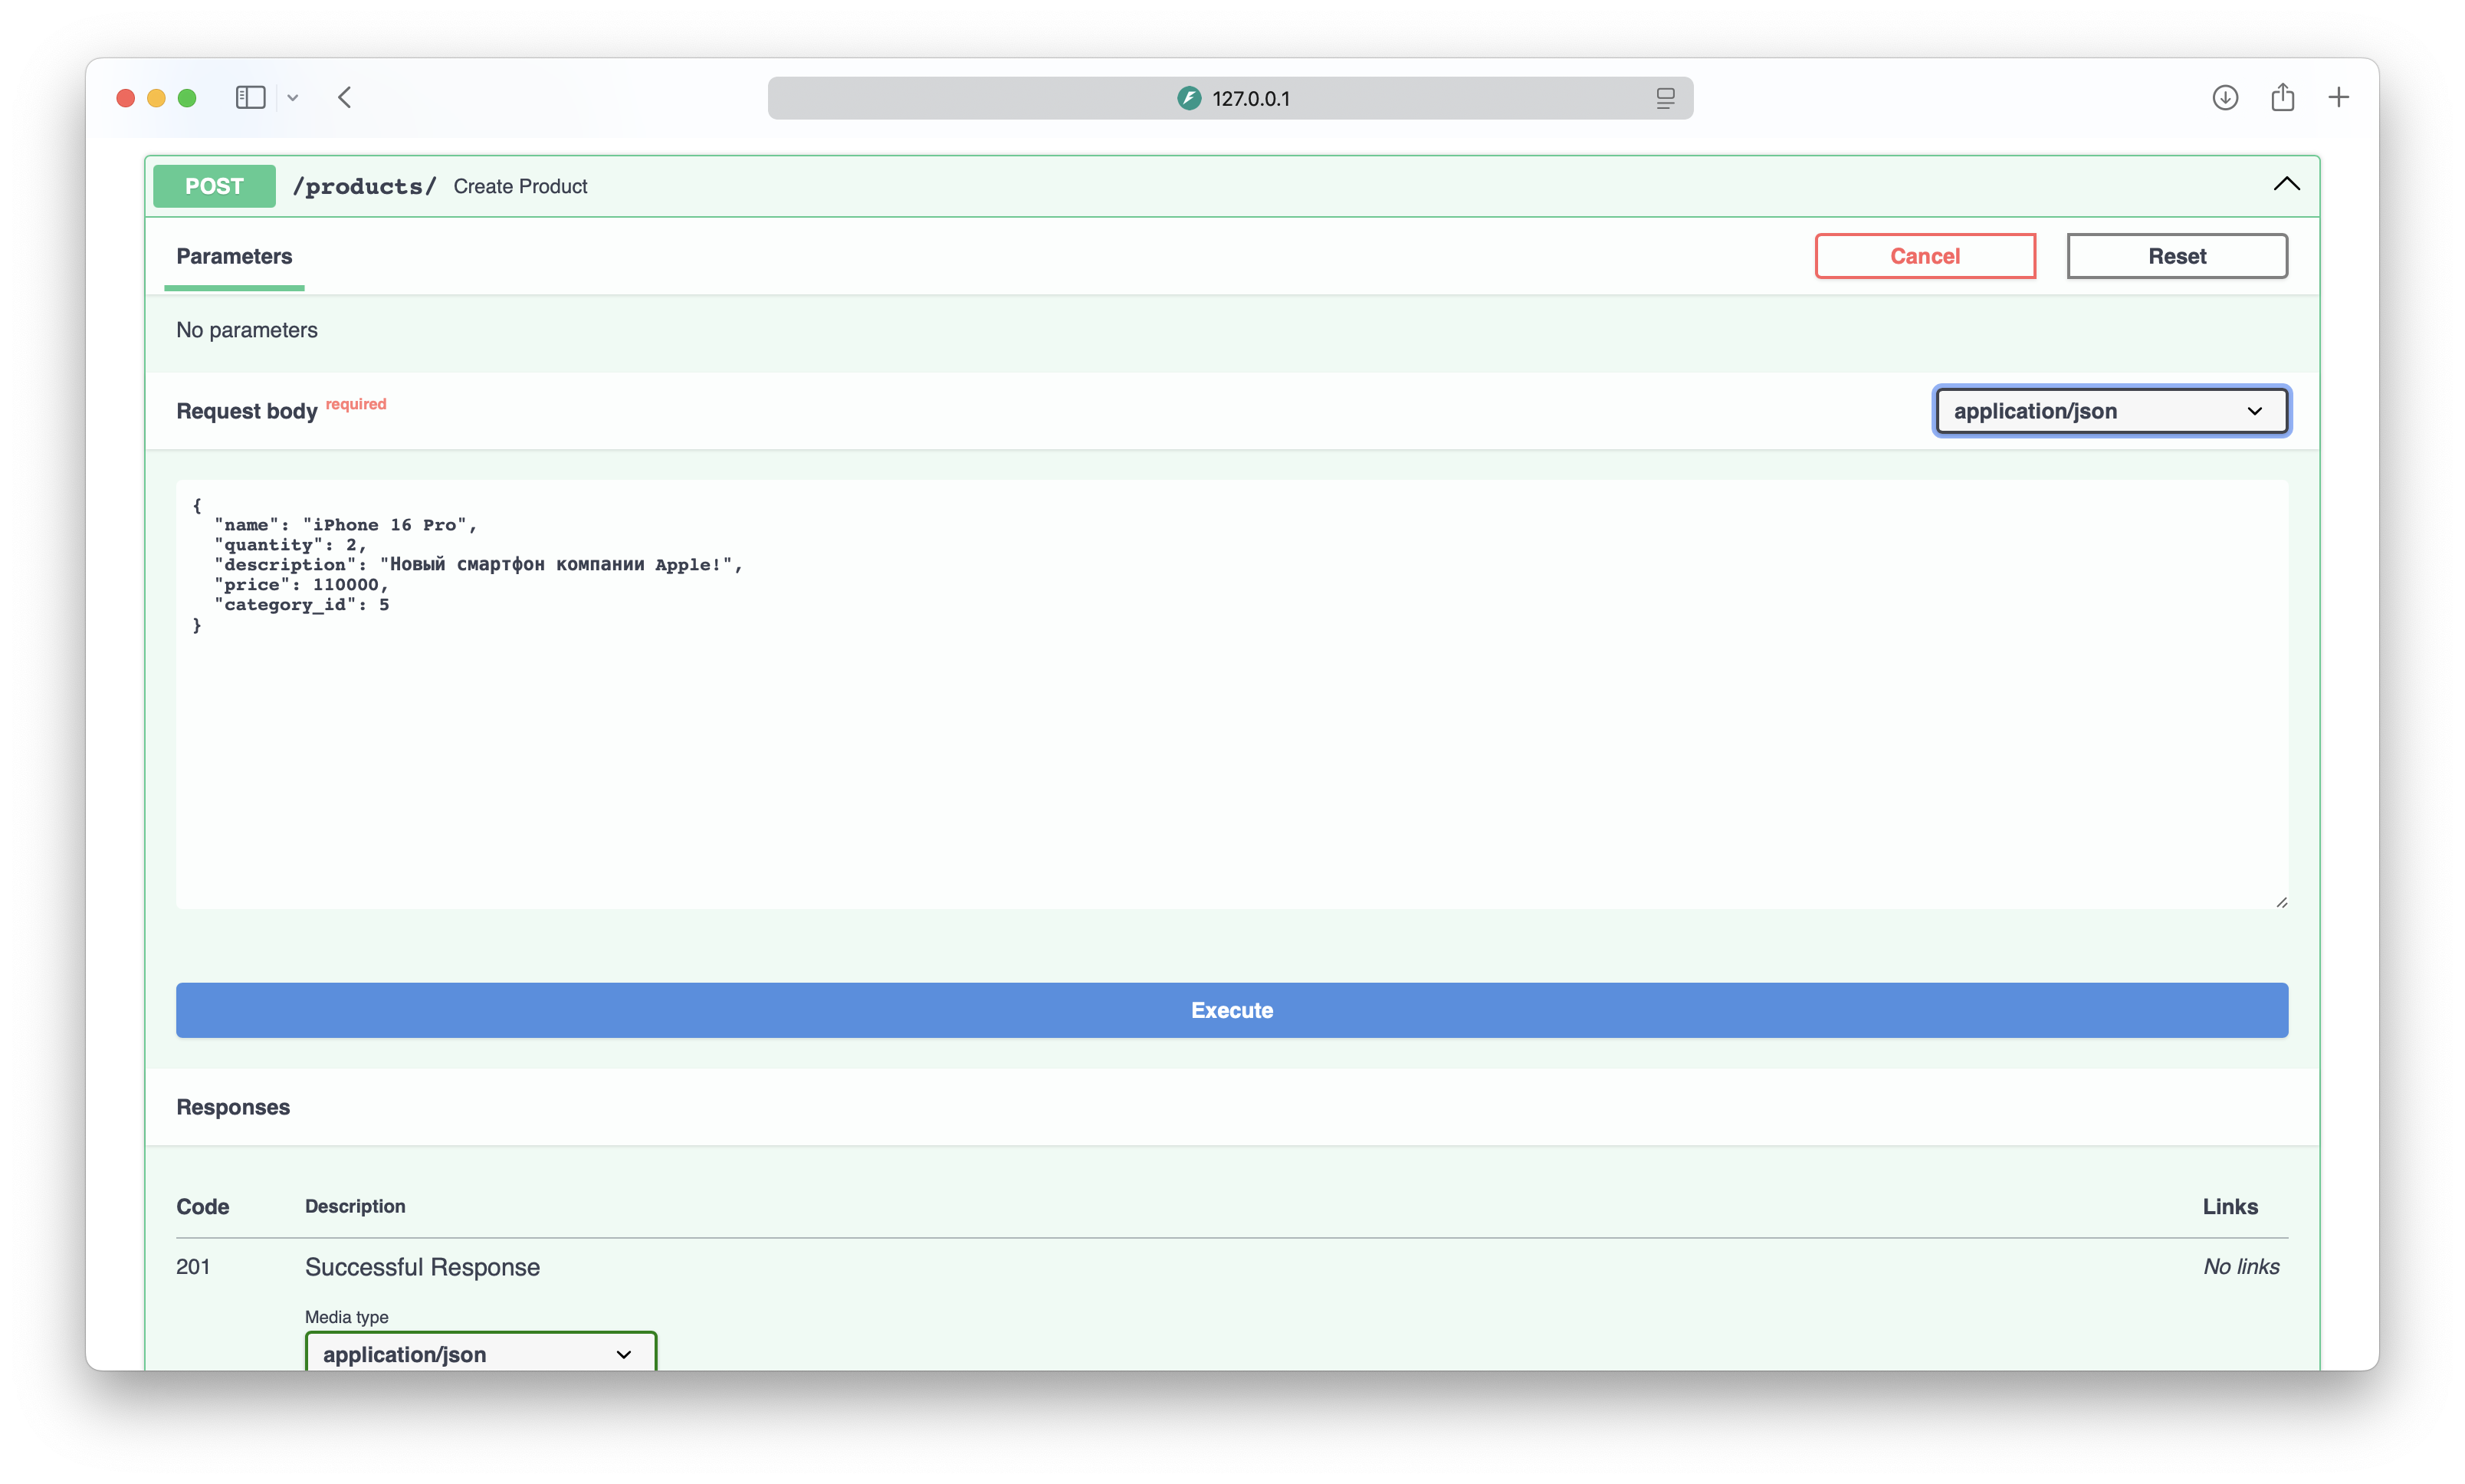 127.0.0.1
POST /products/ Create Product
Parameters
Cancel
Reset
No parameters
Request body required
application/json
{
  "name": "iPhone 16 Pro",
  "quantity": 2,
  "description": "Новый смартфон компании Apple!",
  "price": 110000,
  "category_id": 5
}
Execute
Responses
Code Description Links
201 Successful Response No links
Media type
application/json